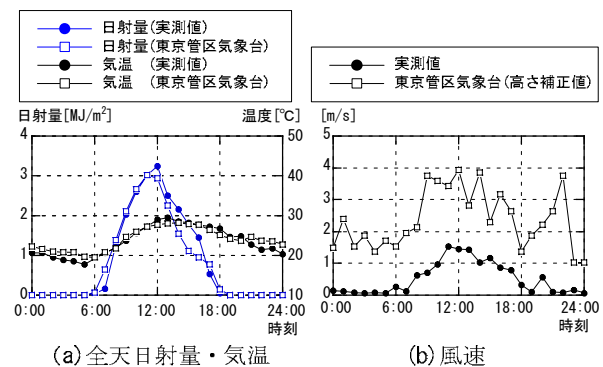 日射量(実測値)
日射量(東京管区気象台)
気温 (実測値)
気温 (東京管区気象台)
実測値
東京管区気象台(高さ補正値)
日射量[MJ/m²] 温度[℃]
4 50
3 40
2 30
1 20
0 10
0:00 6:00 12:00 18:00 24:00
時刻
(a)全天日射量・気温
[m/s]
5
4
3
2
1
0
0:00 6:00 12:00 18:00 24:00
時刻
(b)風速